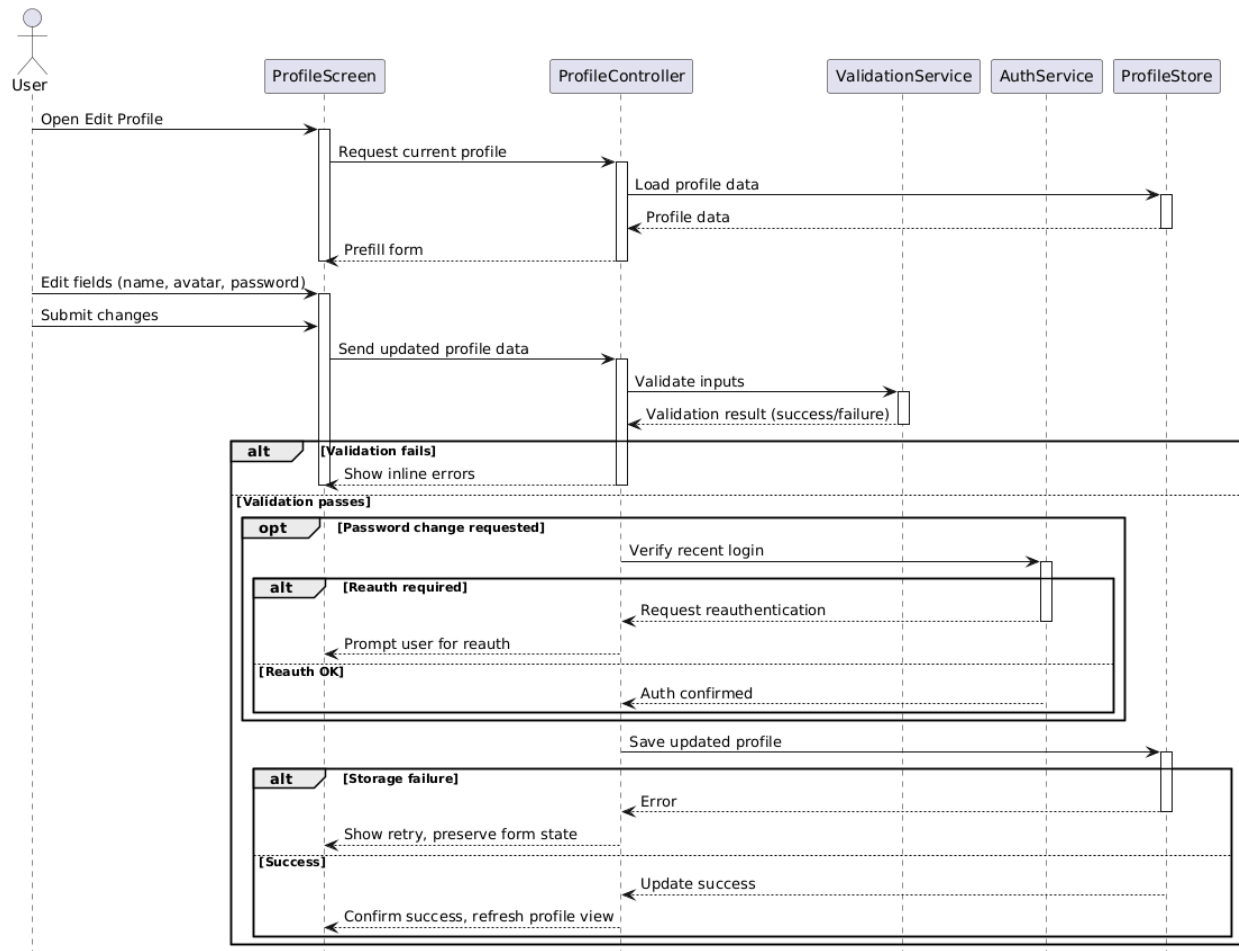 User
ProfileScreen
ProfileController
ValidationService
AuthService
ProfileStore
Open Edit Profile
Request current profile
Load profile data
Profile data
Prefill form
Edit fields (name, avatar, password)
Submit changes
Send updated profile data
Validate inputs
Validation result (success/failure)
alt [Validation fails]
Show inline errors
[Validation passes]
opt [Password change requested]
Verify recent login
alt [Reauth required]
Request reauthentication
Prompt user for reauth
[Reauth OK]
Auth confirmed
Save updated profile
alt [Storage failure]
Error
Show retry, preserve form state
[Success]
Update success
Confirm success, refresh profile view